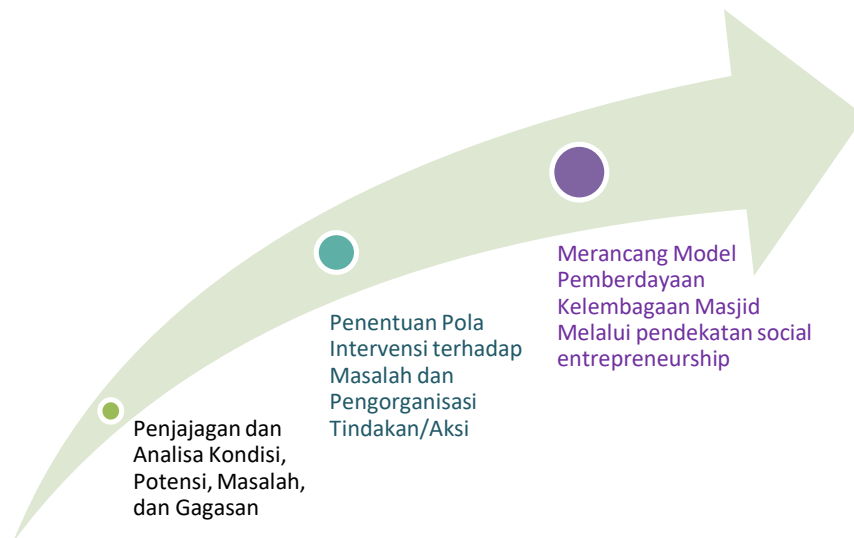 Penjajagan dan
Analisa Kondisi,
Potensi, Masalah,
dan Gagasan
Penentuan Pola
Intervensi terhadap
Masalah dan
Pengorganisasi
Tindakan/Aksi
Merancang Model
Pemberdayaan
Kelembagaan Masjid
Melalui pendekatan social
entrepreneurship